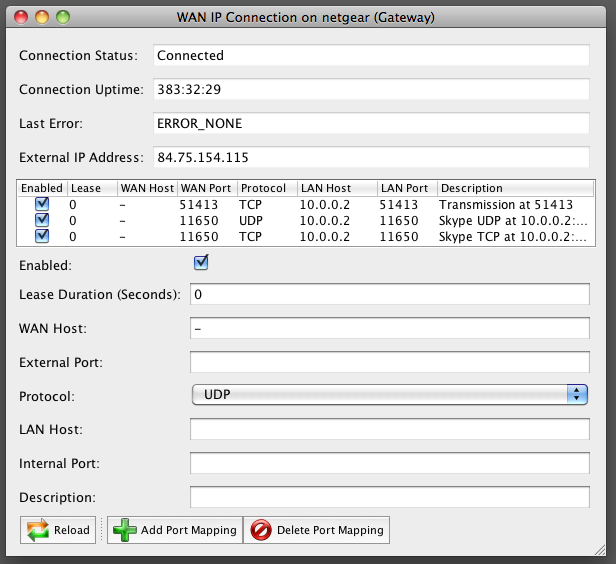 WAN IP Connection on netgear (Gateway)
Connection Status: Connected
Connection Uptime: 383:32:29
Last Error: ERROR_NONE
External IP Address: 84.75.154.115
Enabled Lease WAN Host WAN Port Protocol LAN Host LAN Port Description
0 – 51413 TCP 10.0.0.2 51413 Transmission at 51413
0 – 11650 UDP 10.0.0.2 11650 Skype UDP at 10.0.0.2:...
0 – 11650 TCP 10.0.0.2 11650 Skype TCP at 10.0.0.2:...
Enabled:
Lease Duration (Seconds): 0
WAN Host: –
External Port:
Protocol: UDP
LAN Host:
Internal Port:
Description:
Reload Add Port Mapping Delete Port Mapping